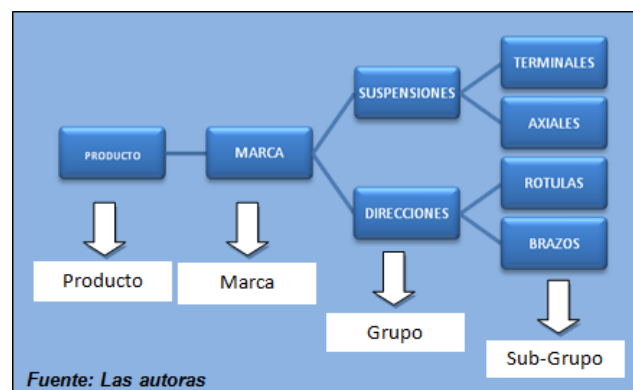 TERMINALES
SUSPENSIONES
AXIALES
PRODUCTO
MARCA
ROTULAS
DIRECCIONES
BRAZOS
Producto
Marca
Grupo
Sub-Grupo
Fuente: Las autoras